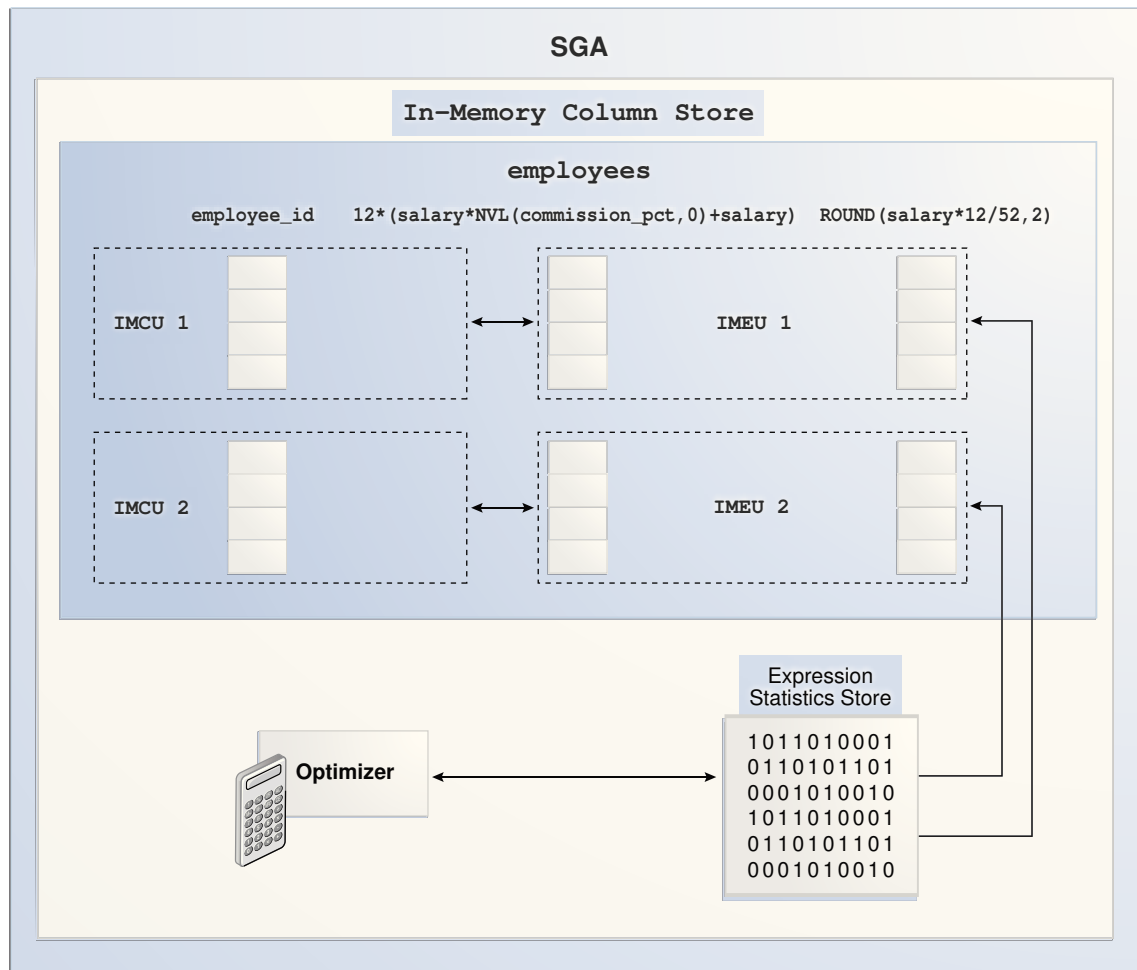 SGA
In-Memory Column Store
employees
employee_id 12*(salary*NVL(commission_pct,0)+salary) ROUND(salary*12/52,2)
IMCU 1 IMEU 1
IMCU 2 IMEU 2
Expression
Statistics Store
Optimizer
1011010001
0110101101
0001010010
1011010001
0110101101
0001010010